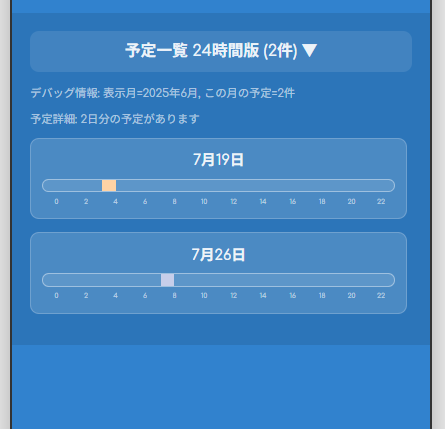 予定一覧 24時間版 (2件) ▼
デバッグ情報: 表示月=2025年6月, この月の予定=2件
予定詳細: 2日分の予定があります
7月19日
0 2 4 6 8 10 12 14 16 18 20 22
7月26日
0 2 4 6 8 10 12 14 16 18 20 22